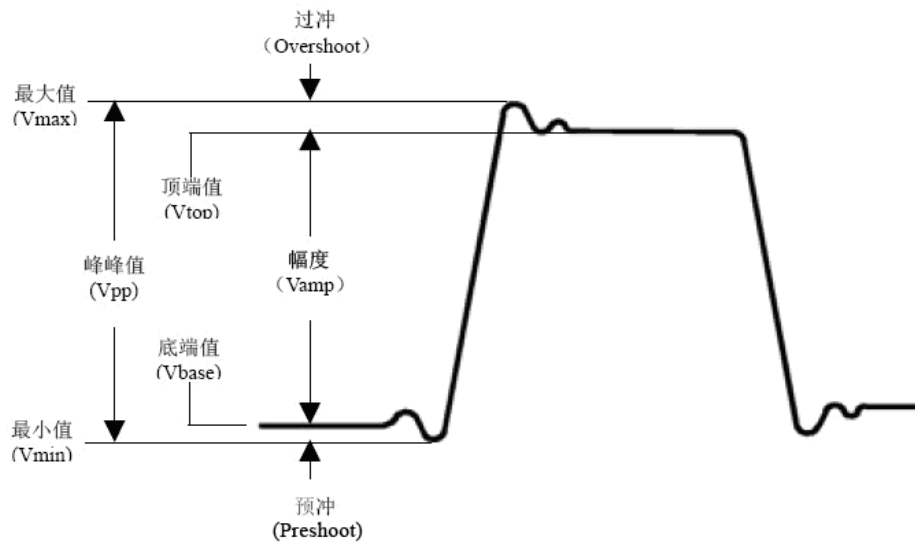 过冲
（Overshoot）
最大值
(Vmax)
顶端值
(Vtop)
峰峰值
(Vpp)
幅度
（Vamp）
底端值
(Vbase)
最小值
(Vmin)
预冲
(Preshoot)